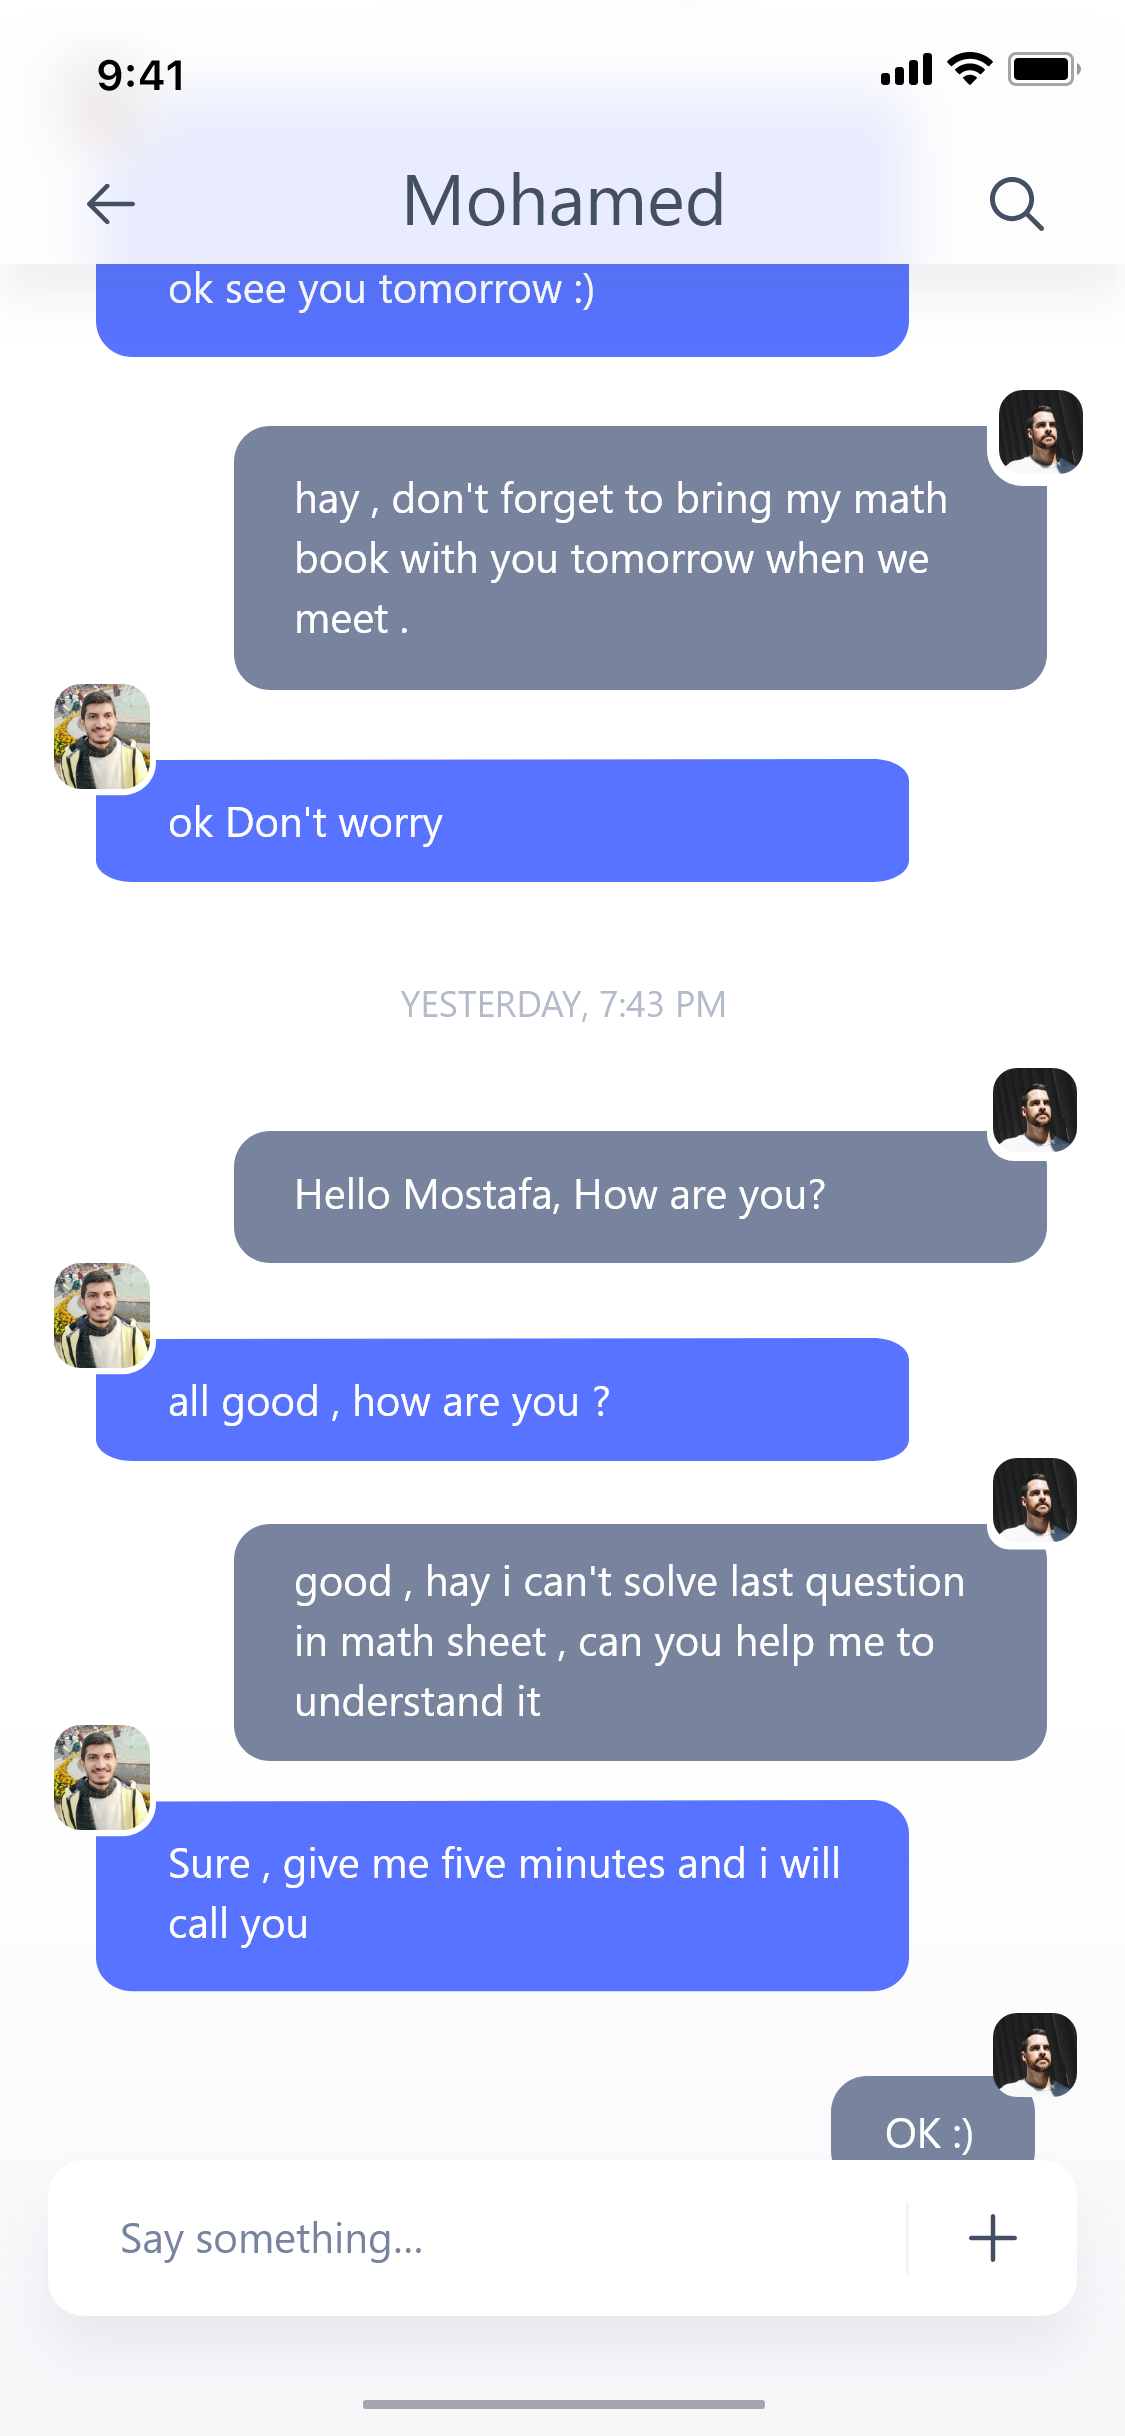 9:41
Mohamed
ok see you tomorrow :)
hay , don't forget to bring my math
book with you tomorrow when we
meet .
ok Don't worry
YESTERDAY, 7:43 PM
Hello Mostafa, How are you?
all good , how are you ?
good , hay i can't solve last question
in math sheet , can you help me to
understand it
Sure , give me five minutes and i will
call you
OK :)
Say something...